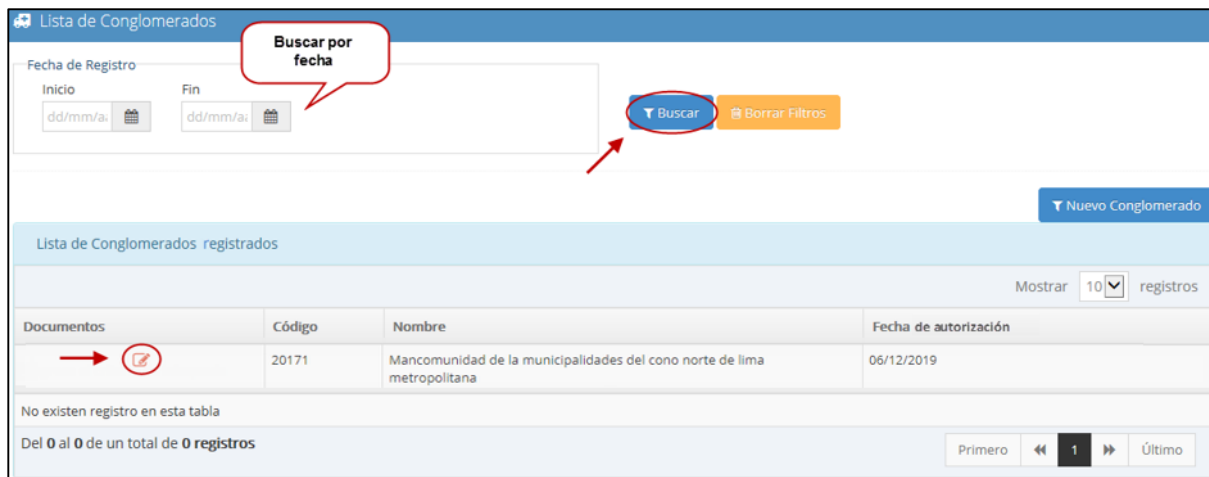 Lista de Conglomerados
Buscar por
fecha
Fecha de Registro
Inicio
Fin
dd/mm/a
dd/mm/a
Buscar
Borrar Filtros
Nuevo Conglomerado
Lista de Conglomerados registrados
Mostrar 10 registros
Documentos Código Nombre Fecha de autorización
20171 Mancomunidad de la municipalidades del cono norte de lima 06/12/2019
metropolitana
No existen registro en esta tabla
Del 0 al 0 de un total de 0 registros
Primero 1 Último